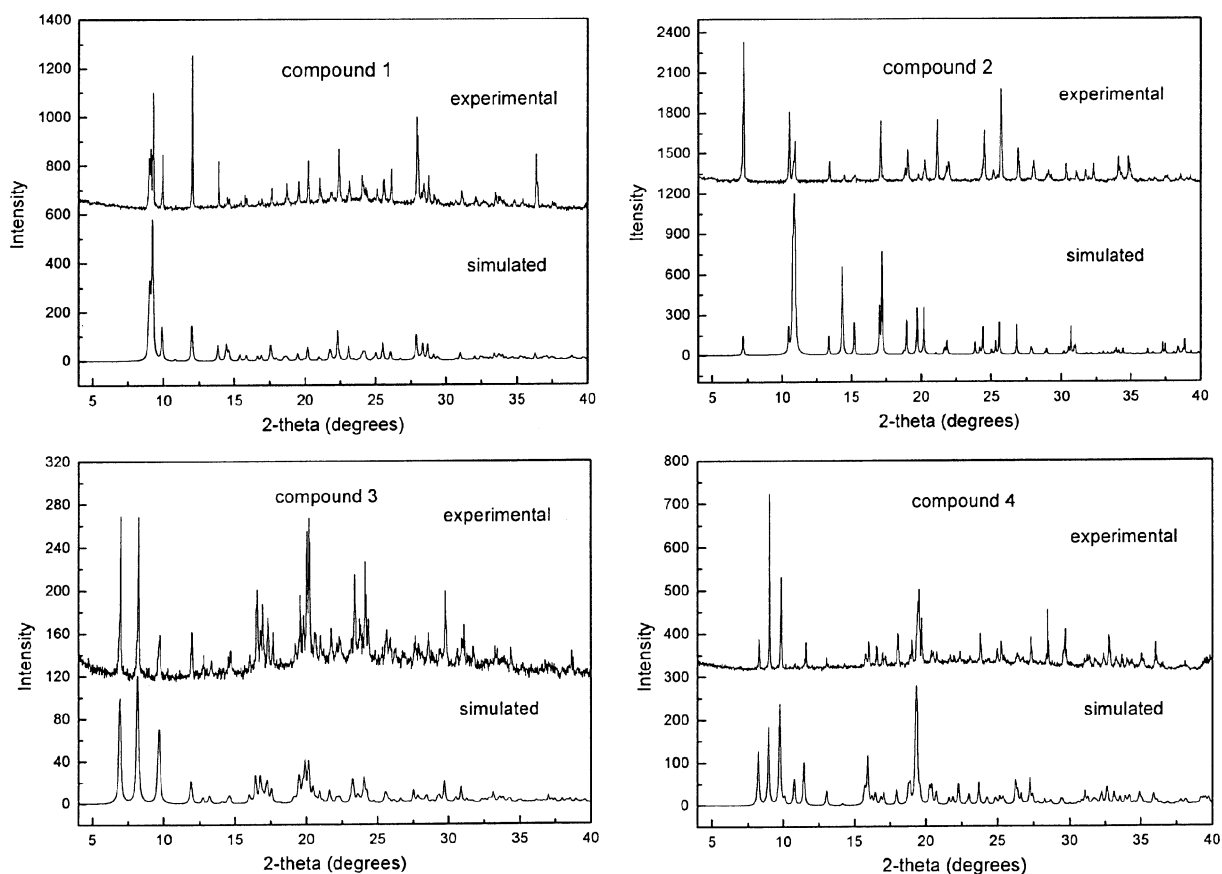 1400
1200
1000
800
600
400
200
0
Intensity
compound 1
experimental
simulated
5 10 15 20 25 30 35 40
2-theta (degrees)
2400
2100
1800
1500
1200
900
600
300
0
Itensity
compound 2
experimental
simulated
5 10 15 20 25 30 35 40
2-theta (degrees)
320
280
240
200
160
120
80
40
0
Intensity
compound 3
experimental
simulated
5 10 15 20 25 30 35 40
2-theta (degrees)
800
700
600
500
400
300
200
100
0
Intensity
compound 4
experimental
simulated
5 10 15 20 25 30 35 40
2-theta (degrees)